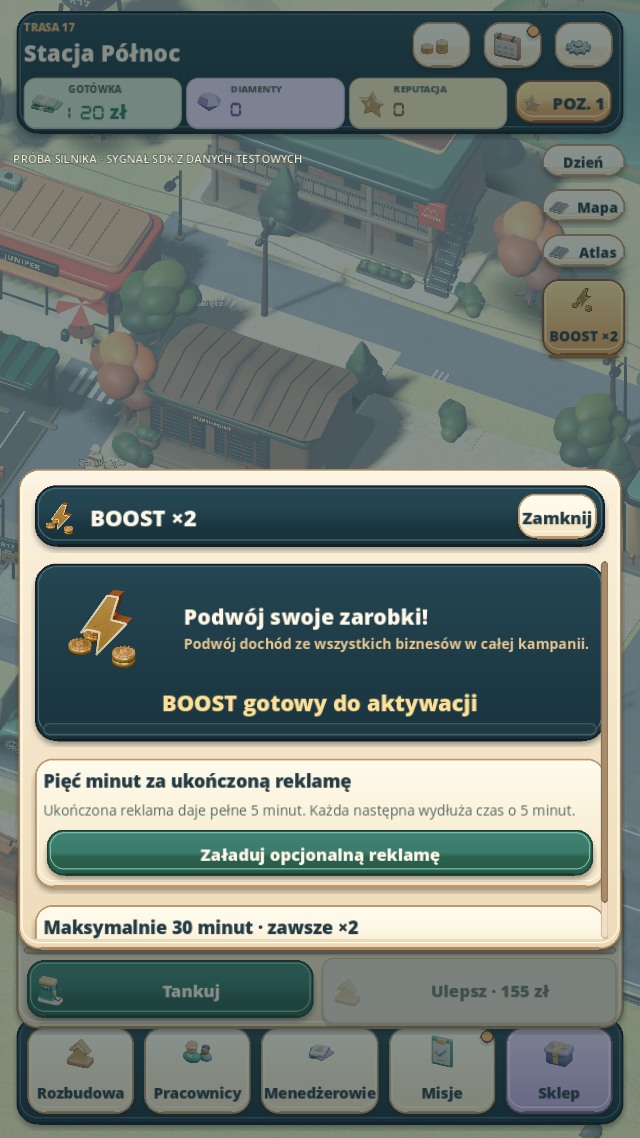 TRASA 17
Stacja Północ
GOTÓWKA
120 zł
DIAMENTY
0
REPUTACJA
0
POZ. 1
PRÓBA SILNIKA · SYGNAŁ SDK Z DANYCH TESTOWYCH
Dzień
Mapa
Atlas
BOOST ×2
JUNIPER
BOOST ×2
Zamknij
Podwój swoje zarobki!
Podwój dochód ze wszystkich biznesów w całej kampanii.
BOOST gotowy do aktywacji
Pięć minut za ukończoną reklamę
Ukończona reklama daje pełne 5 minut. Każda następna wydłuża czas o 5 minut.
Załaduj opcjonalną reklamę
Maksymalnie 30 minut · zawsze ×2
Tankuj
Ulepsz · 155 zł
Rozbudowa
Pracownicy
Menedżerowie
Misje
Sklep